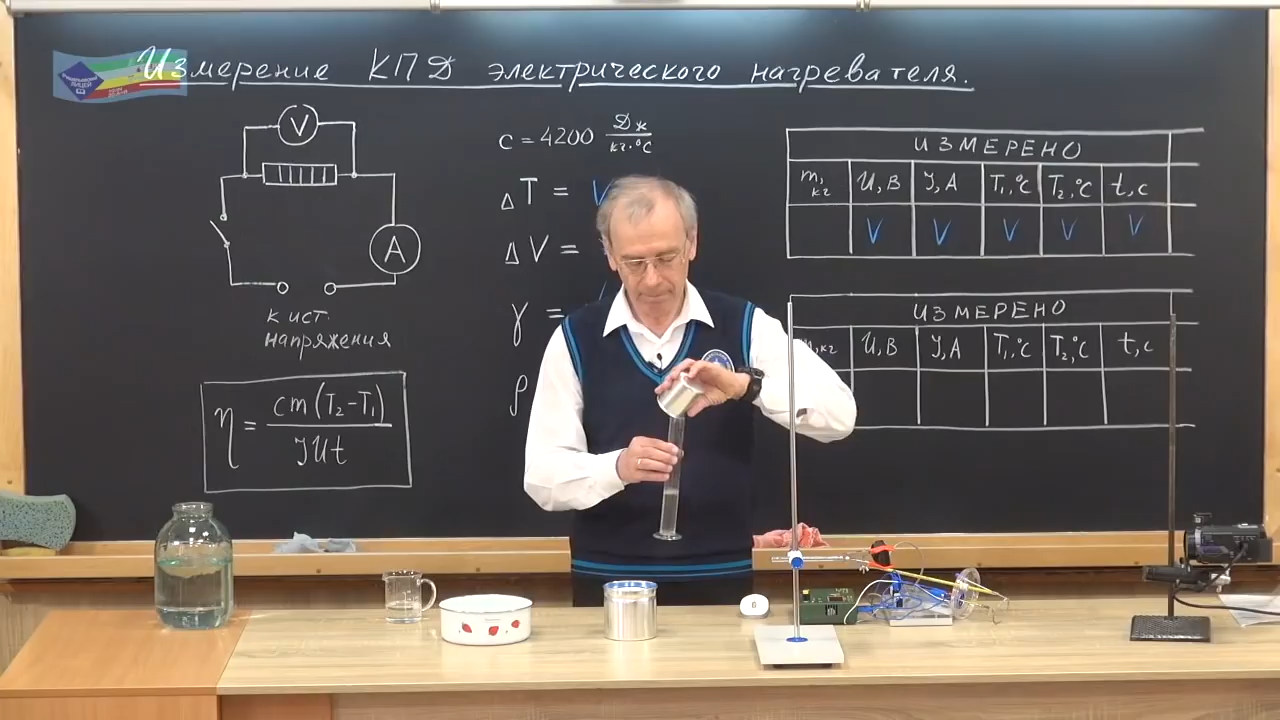 Измерение КПД электрического нагревателя.
V
A
к ист.
напряжения
η = cm(T₂-T₁) / JUt
c = 4200 Дж / кг·°C
ΔT = V
ΔV =
γ =
ρ
ИЗМЕРЕНО
m, кг U, В J, А T₁, °C T₂, °C t, с
V V V V V
ИЗМЕРЕНО
m, кг U, В J, А T₁, °C T₂, °C t, с